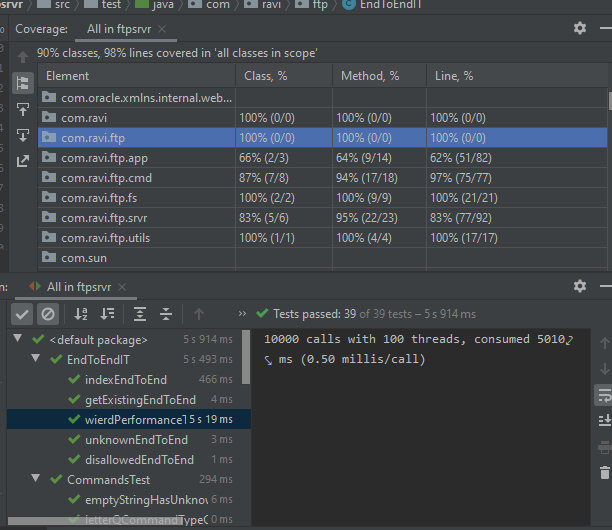 srvr › src › test › java › com › ravi › ftp › EndToEndIT
Coverage: All in ftpsrvr ×
90% classes, 98% lines covered in 'all classes in scope'
Element Class, % Method, % Line, %
com.oracle.xmlns.internal.web...
com.ravi 100% (0/0) 100% (0/0) 100% (0/0)
com.ravi.ftp 100% (0/0) 100% (0/0) 100% (0/0)
com.ravi.ftp.app 66% (2/3) 64% (9/14) 62% (51/82)
com.ravi.ftp.cmd 87% (7/8) 94% (17/18) 97% (75/77)
com.ravi.ftp.fs 100% (2/2) 100% (9/9) 100% (21/21)
com.ravi.ftp.srvr 83% (5/6) 95% (22/23) 83% (77/92)
com.ravi.ftp.utils 100% (1/1) 100% (4/4) 100% (17/17)
com.sun
n: All in ftpsrvr ×
» Tests passed: 39 of 39 tests – 5 s 914 ms
<default package> 5 s 914 ms
EndToEndIT 5 s 493 ms
indexEndToEnd 466 ms
getExistingEndToEnd 4 ms
wierdPerformanceT 5 s 19 ms
unknownEndToEnd 3 ms
disallowedEndToEnd 1 ms
CommandsTest 294 ms
emptyStringHasUnknov 6 ms
letterQCommandTypeC 0 ms
10000 calls with 100 threads, consumed 5010
ms (0.50 millis/call)